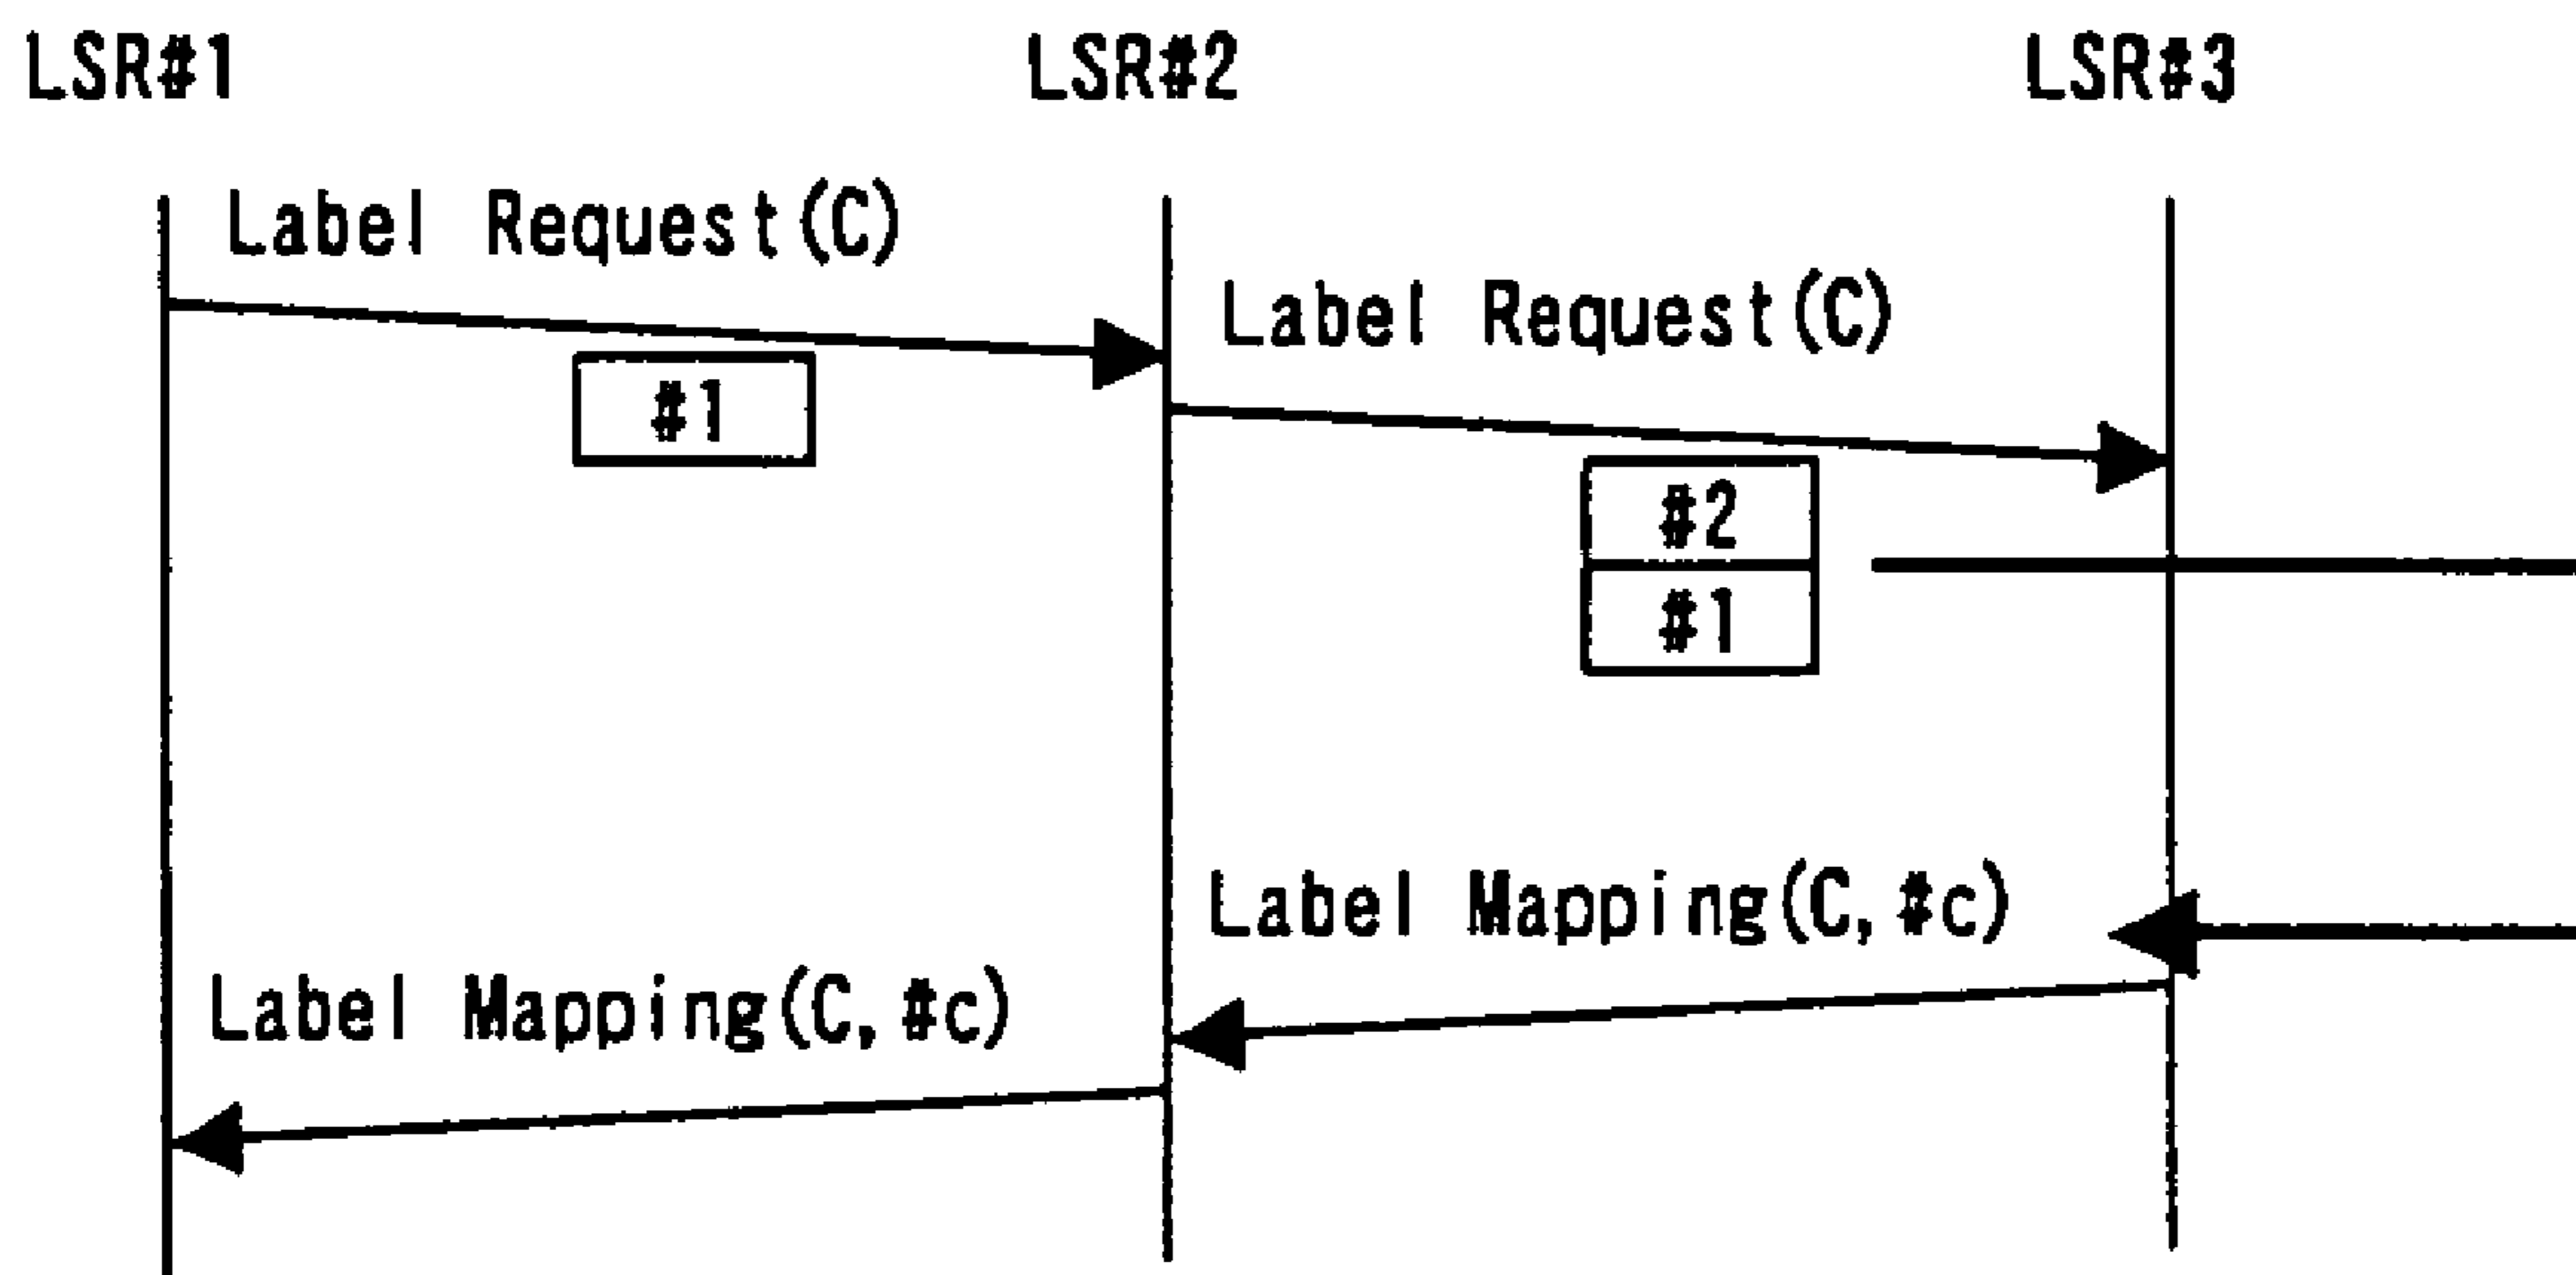 LSR#1 LSR#2 LSR#3
Label Request(C)
Label Request(C)
#1
#2
#1
Label Mapping(C,#c)
Label Mapping(C,#c)